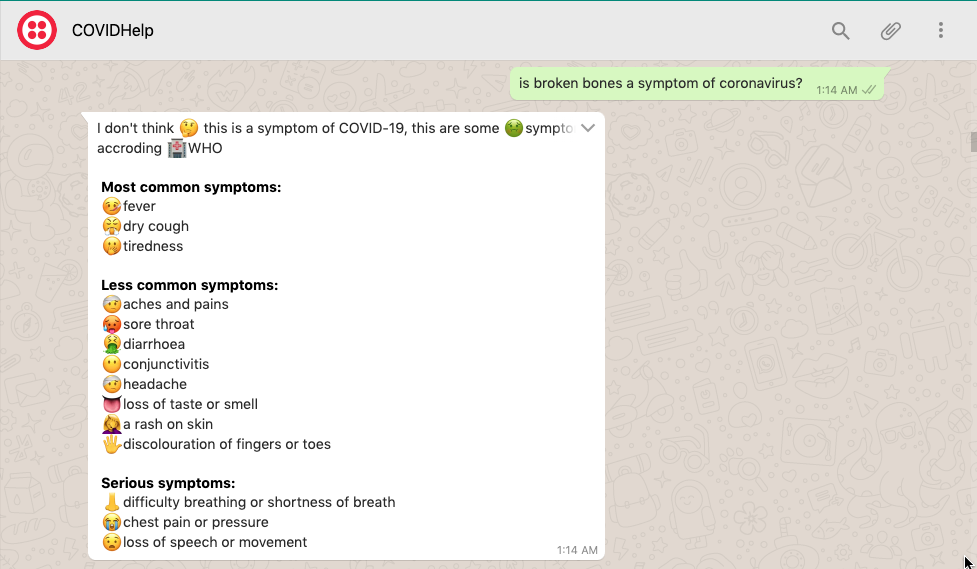 COVIDHelp
is broken bones a symptom of coronavirus?
1:14 AM
I don't think 🤔 this is a symptom of COVID-19, this are some 🤢
accroding 🏥WHO
Most common symptoms:
🤒fever
😤dry cough
🤫tiredness
Less common symptoms:
🤕aches and pains
🥵sore throat
🤮diarrhoea
😶conjunctivitis
🤕headache
👅loss of taste or smell
🤦‍♀️a rash on skin
🖐discolouration of fingers or toes
Serious symptoms:
👃difficulty breathing or shortness of breath
😭chest pain or pressure
😧loss of speech or movement
1:14 AM